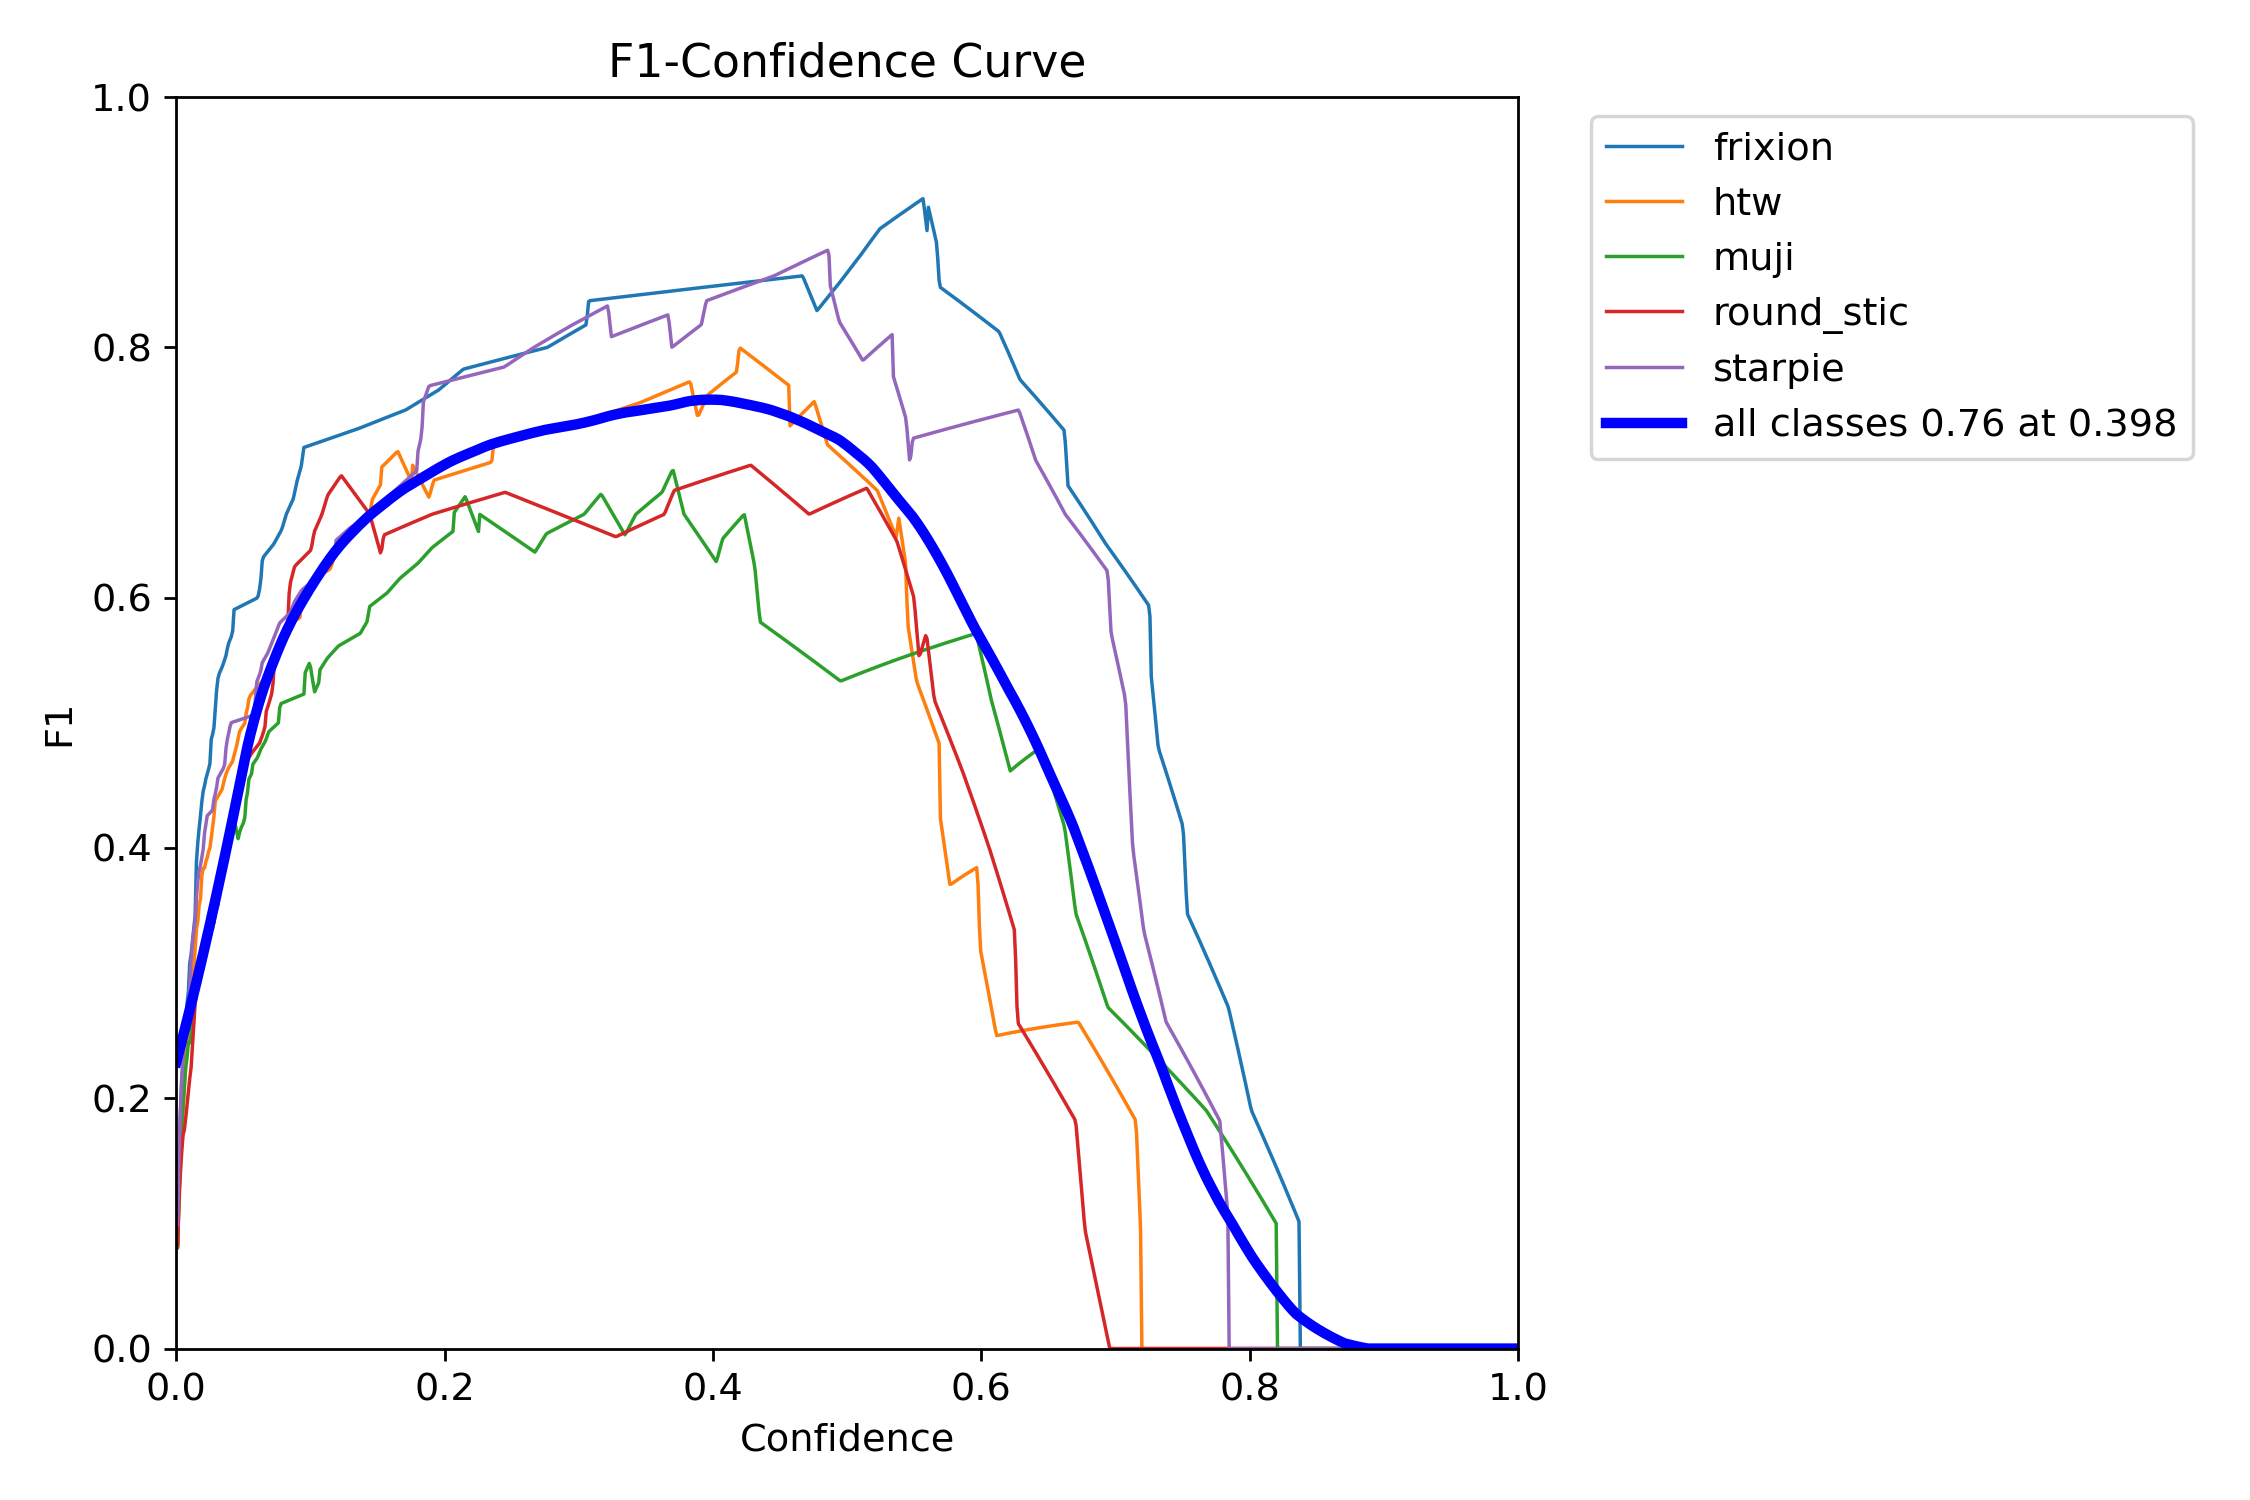 F1-Confidence Curve
1.0
0.8
0.6
0.4
0.2
0.0
F1
0.0 0.2 0.4 0.6 0.8 1.0
Confidence
frixion
htw
muji
round_stic
starpie
all classes 0.76 at 0.398